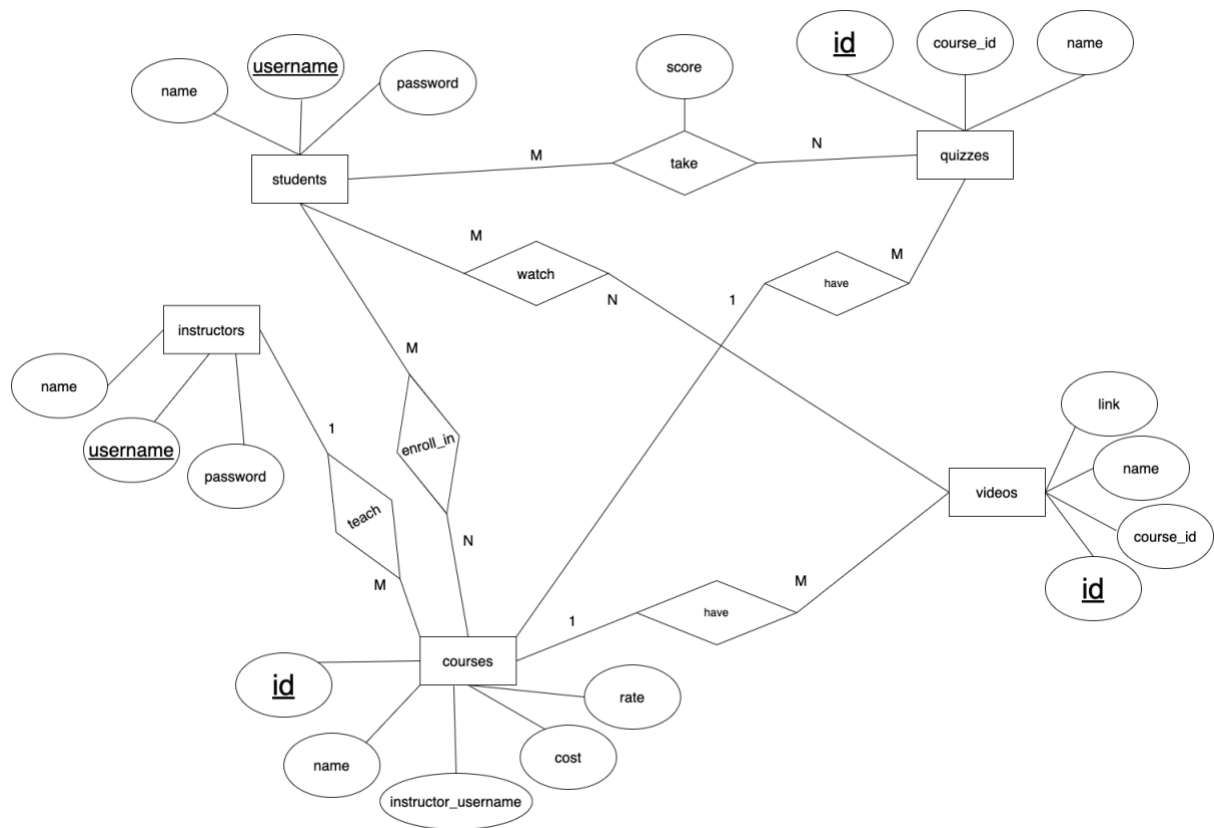 id
course_id
name
username
score
name
password
M
N
quizzes
take
students
M
watch
M
have
N
1
instructors
M
name
link
username
1
enroll_in
name
password
videos
teach
course_id
N
M
M
id
1
have
courses
id
rate
name
cost
instructor_username